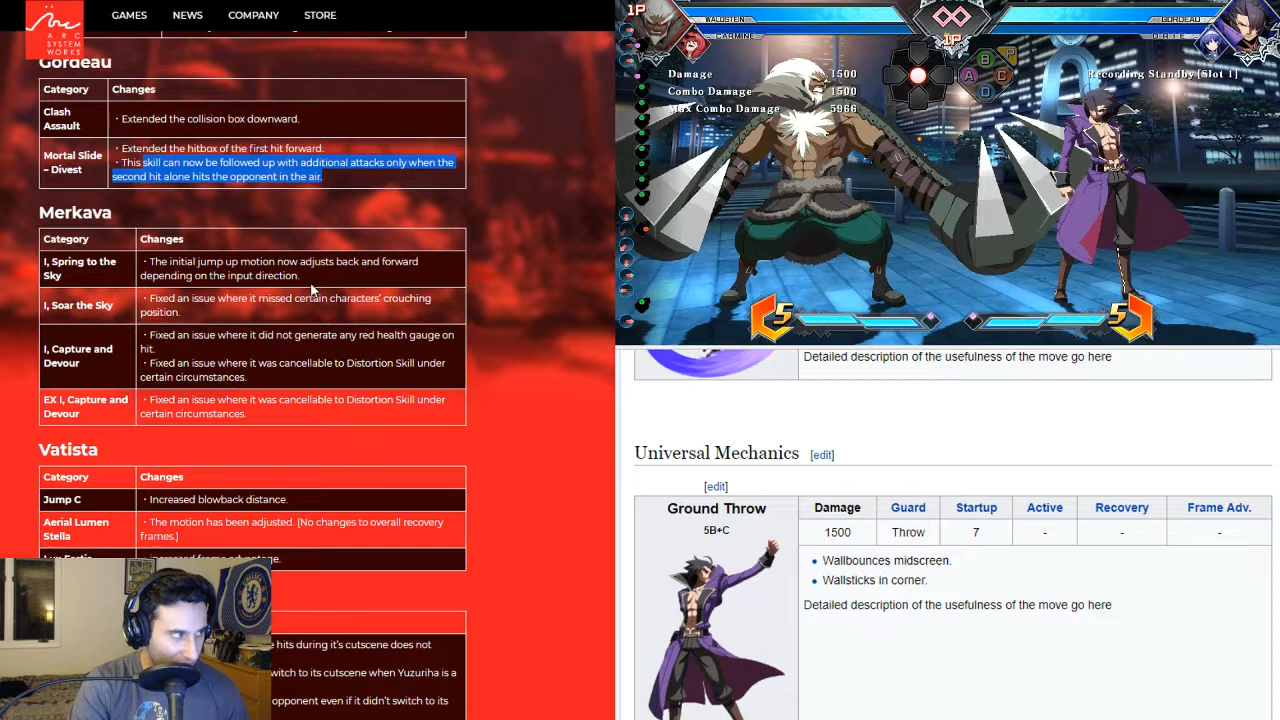 GAMES NEWS COMPANY STORE
ARC
SYSTEM
WORKS
Gordeau
Category Changes
Clash Assault ・Extended the collision box downward.
Mortal Slide – Divest ・Extended the hitbox of the first hit forward.
・This skill can now be followed up with additional attacks only when the
second hit alone hits the opponent in the air.
Merkava
Category Changes
I, Spring to the Sky ・The initial jump up motion now adjusts back and forward
depending on the input direction.
I, Soar the Sky ・Fixed an issue where it missed certain characters' crouching
position.
I, Capture and Devour ・Fixed an issue where it did not generate any red health gauge on
hit.
・Fixed an issue where it was cancellable to Distortion Skill under
certain circumstances.
EX I, Capture and Devour ・Fixed an issue where it was cancellable to Distortion Skill under
certain circumstances.
Vatista
Category Changes
Jump C ・Increased blowback distance.
Aerial Lumen Stella ・The motion has been adjusted. (No changes to overall recovery
frames.)
hits during it's cutscene does not
witch to its cutscene when Yuzuriha is a
opponent even if it didn't switch to its
1P
WALDSTEIN
CARMINE
1P
GORDEAU
ORIE
Damage 1500
Combo Damage 1500
Max Combo Damage 5966
A B C D P
Recording Standby[Slot 1]
5 5
Detailed description of the usefulness of the move go here
Universal Mechanics [edit]
[edit]
Ground Throw
5B+C
Damage Guard Startup Active Recovery Frame Adv.
1500 Throw 7 - - -
Wallbounces midscreen.
Wallsticks in corner.
Detailed description of the usefulness of the move go here